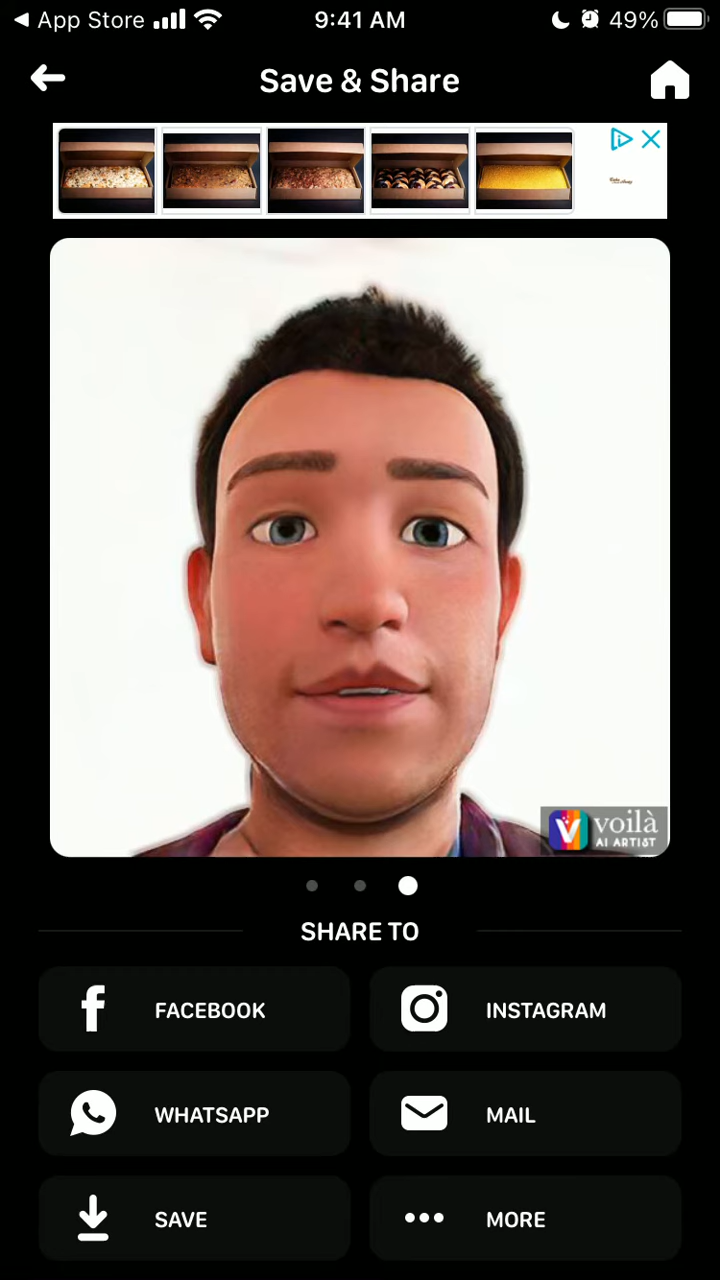 App Store 9:41 AM 49%
Save & Share
voilà
AI ARTIST
SHARE TO
FACEBOOK INSTAGRAM
WHATSAPP MAIL
SAVE MORE